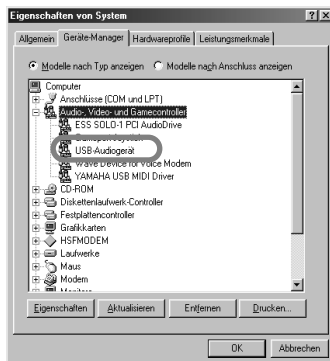 Eigenschaften von System
Allgemein Geräte-Manager Hardwareprofile Leistungsmerkmale
Modelle nach Typ anzeigen Modelle nach Anschluss anzeigen
Computer
Anschlüsse (COM und LPT)
Audio-, Video- und Gamecontroller
ESS SOLO-1 PCI AudioDrive
Gameport Joystick
USB-Audiogerät
Wave Device for Voice Modem
YAMAHA USB MIDI Driver
CD-ROM
Diskettenlaufwerk-Controller
Festplattencontroller
Grafikkarten
HSFMODEM
Laufwerke
Maus
Modem
Eigenschaften Aktualisieren Entfernen Drucken...
OK Abbrechen